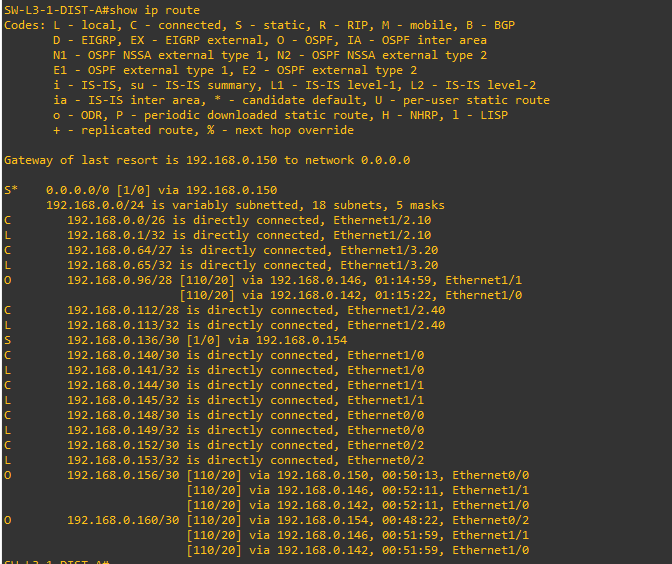 SW-L3-1-DIST-A#show ip route
Codes: L - local, C - connected, S - static, R - RIP, M - mobile, B - BGP
       D - EIGRP, EX - EIGRP external, O - OSPF, IA - OSPF inter area
       N1 - OSPF NSSA external type 1, N2 - OSPF NSSA external type 2
       E1 - OSPF external type 1, E2 - OSPF external type 2
       i - IS-IS, su - IS-IS summary, L1 - IS-IS level-1, L2 - IS-IS level-2
       ia - IS-IS inter area, * - candidate default, U - per-user static route
       o - ODR, P - periodic downloaded static route, H - NHRP, l - LISP
       + - replicated route, % - next hop override
Gateway of last resort is 192.168.0.150 to network 0.0.0.0
S*    0.0.0.0/0 [1/0] via 192.168.0.150
      192.168.0.0/24 is variably subnetted, 18 subnets, 5 masks
C        192.168.0.0/26 is directly connected, Ethernet1/2.10
L        192.168.0.1/32 is directly connected, Ethernet1/2.10
C        192.168.0.64/27 is directly connected, Ethernet1/3.20
L        192.168.0.65/32 is directly connected, Ethernet1/3.20
O        192.168.0.96/28 [110/20] via 192.168.0.146, 01:14:59, Ethernet1/1
                         [110/20] via 192.168.0.142, 01:15:22, Ethernet1/0
C        192.168.0.112/28 is directly connected, Ethernet1/2.40
L        192.168.0.113/32 is directly connected, Ethernet1/2.40
S        192.168.0.136/30 [1/0] via 192.168.0.154
C        192.168.0.140/30 is directly connected, Ethernet1/0
L        192.168.0.141/32 is directly connected, Ethernet1/0
C        192.168.0.144/30 is directly connected, Ethernet1/1
L        192.168.0.145/32 is directly connected, Ethernet1/1
C        192.168.0.148/30 is directly connected, Ethernet0/0
L        192.168.0.149/32 is directly connected, Ethernet0/0
C        192.168.0.152/30 is directly connected, Ethernet0/2
L        192.168.0.153/32 is directly connected, Ethernet0/2
O        192.168.0.156/30 [110/20] via 192.168.0.150, 00:50:13, Ethernet0/0
                          [110/20] via 192.168.0.146, 00:52:11, Ethernet1/1
                          [110/20] via 192.168.0.142, 00:52:11, Ethernet1/0
O        192.168.0.160/30 [110/20] via 192.168.0.154, 00:48:22, Ethernet0/2
                          [110/20] via 192.168.0.146, 00:51:59, Ethernet1/1
                          [110/20] via 192.168.0.142, 00:51:59, Ethernet1/0
SW-L3-1-DIST-A#